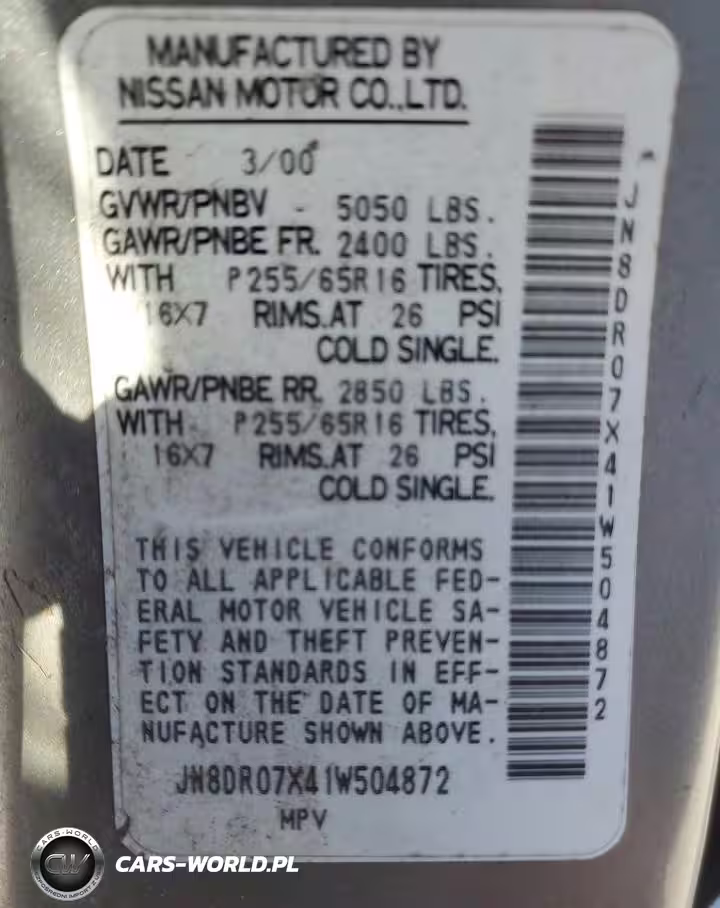 MANUFACTURED BY
NISSAN MOTOR CO.,LTD.
DATE 3/00
GVWR/PNBV - 5050 LBS.
GAWR/PNBE FR. 2400 LBS.
WITH P255/65R16 TIRES,
16X7 RIMS.AT 26 PSI
COLD SINGLE.
GAWR/PNBE RR. 2850 LBS.
WITH P255/65R16 TIRES,
16X7 RIMS.AT 26 PSI
COLD SINGLE.
THIS VEHICLE CONFORMS
TO ALL APPLICABLE FED-
ERAL MOTOR VEHICLE SA-
FETY AND THEFT PREVEN-
TION STANDARDS IN EFF-
ECT ON THE DATE OF MA-
NUFACTURE SHOWN ABOVE.
JN8DR07X41W504872
MPV
JN8DR07X41W504872
CARS-WORLD
CW
CARS-WORLD.PL